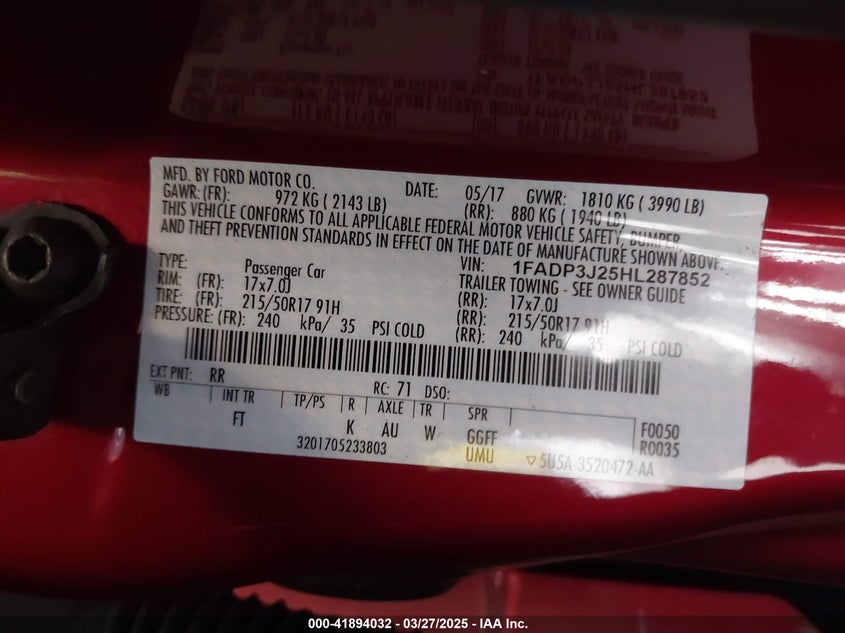 MFD. BY FORD MOTOR CO. DATE: 05/17 GVWR: 1810 KG ( 3990 LB)
GAWR: (FR): 972 KG ( 2143 LB) (RR): 880 KG ( 1940 LB)
THIS VEHICLE CONFORMS TO ALL APPLICABLE FEDERAL MOTOR VEHICLE SAFETY, BUMPER,
AND THEFT PREVENTION STANDARDS IN EFFECT ON THE DATE OF MANUFACTURE SHOWN ABOVE.
VIN: 1FADP3J25HL287852
TYPE: Passenger Car TRAILER TOWING - SEE OWNER GUIDE
RIM: (FR): 17x7.0J (RR): 17x7.0J
TIRE: (FR): 215/50R17 91H (RR): 215/50R17 91H
PRESSURE: (FR): 240 kPa/ 35 PSI COLD (RR): 240 kPa/ 35 PSI COLD
EXT PNT: RR RC: 71 DSO:
WB INT TR TP/PS R AXLE TR SPR
FT K AU W GGFF F0050
3201705233803 UMU 5U5A-3520472-AA R0035
000-41894032 - 03/27/2025 - IAA Inc.